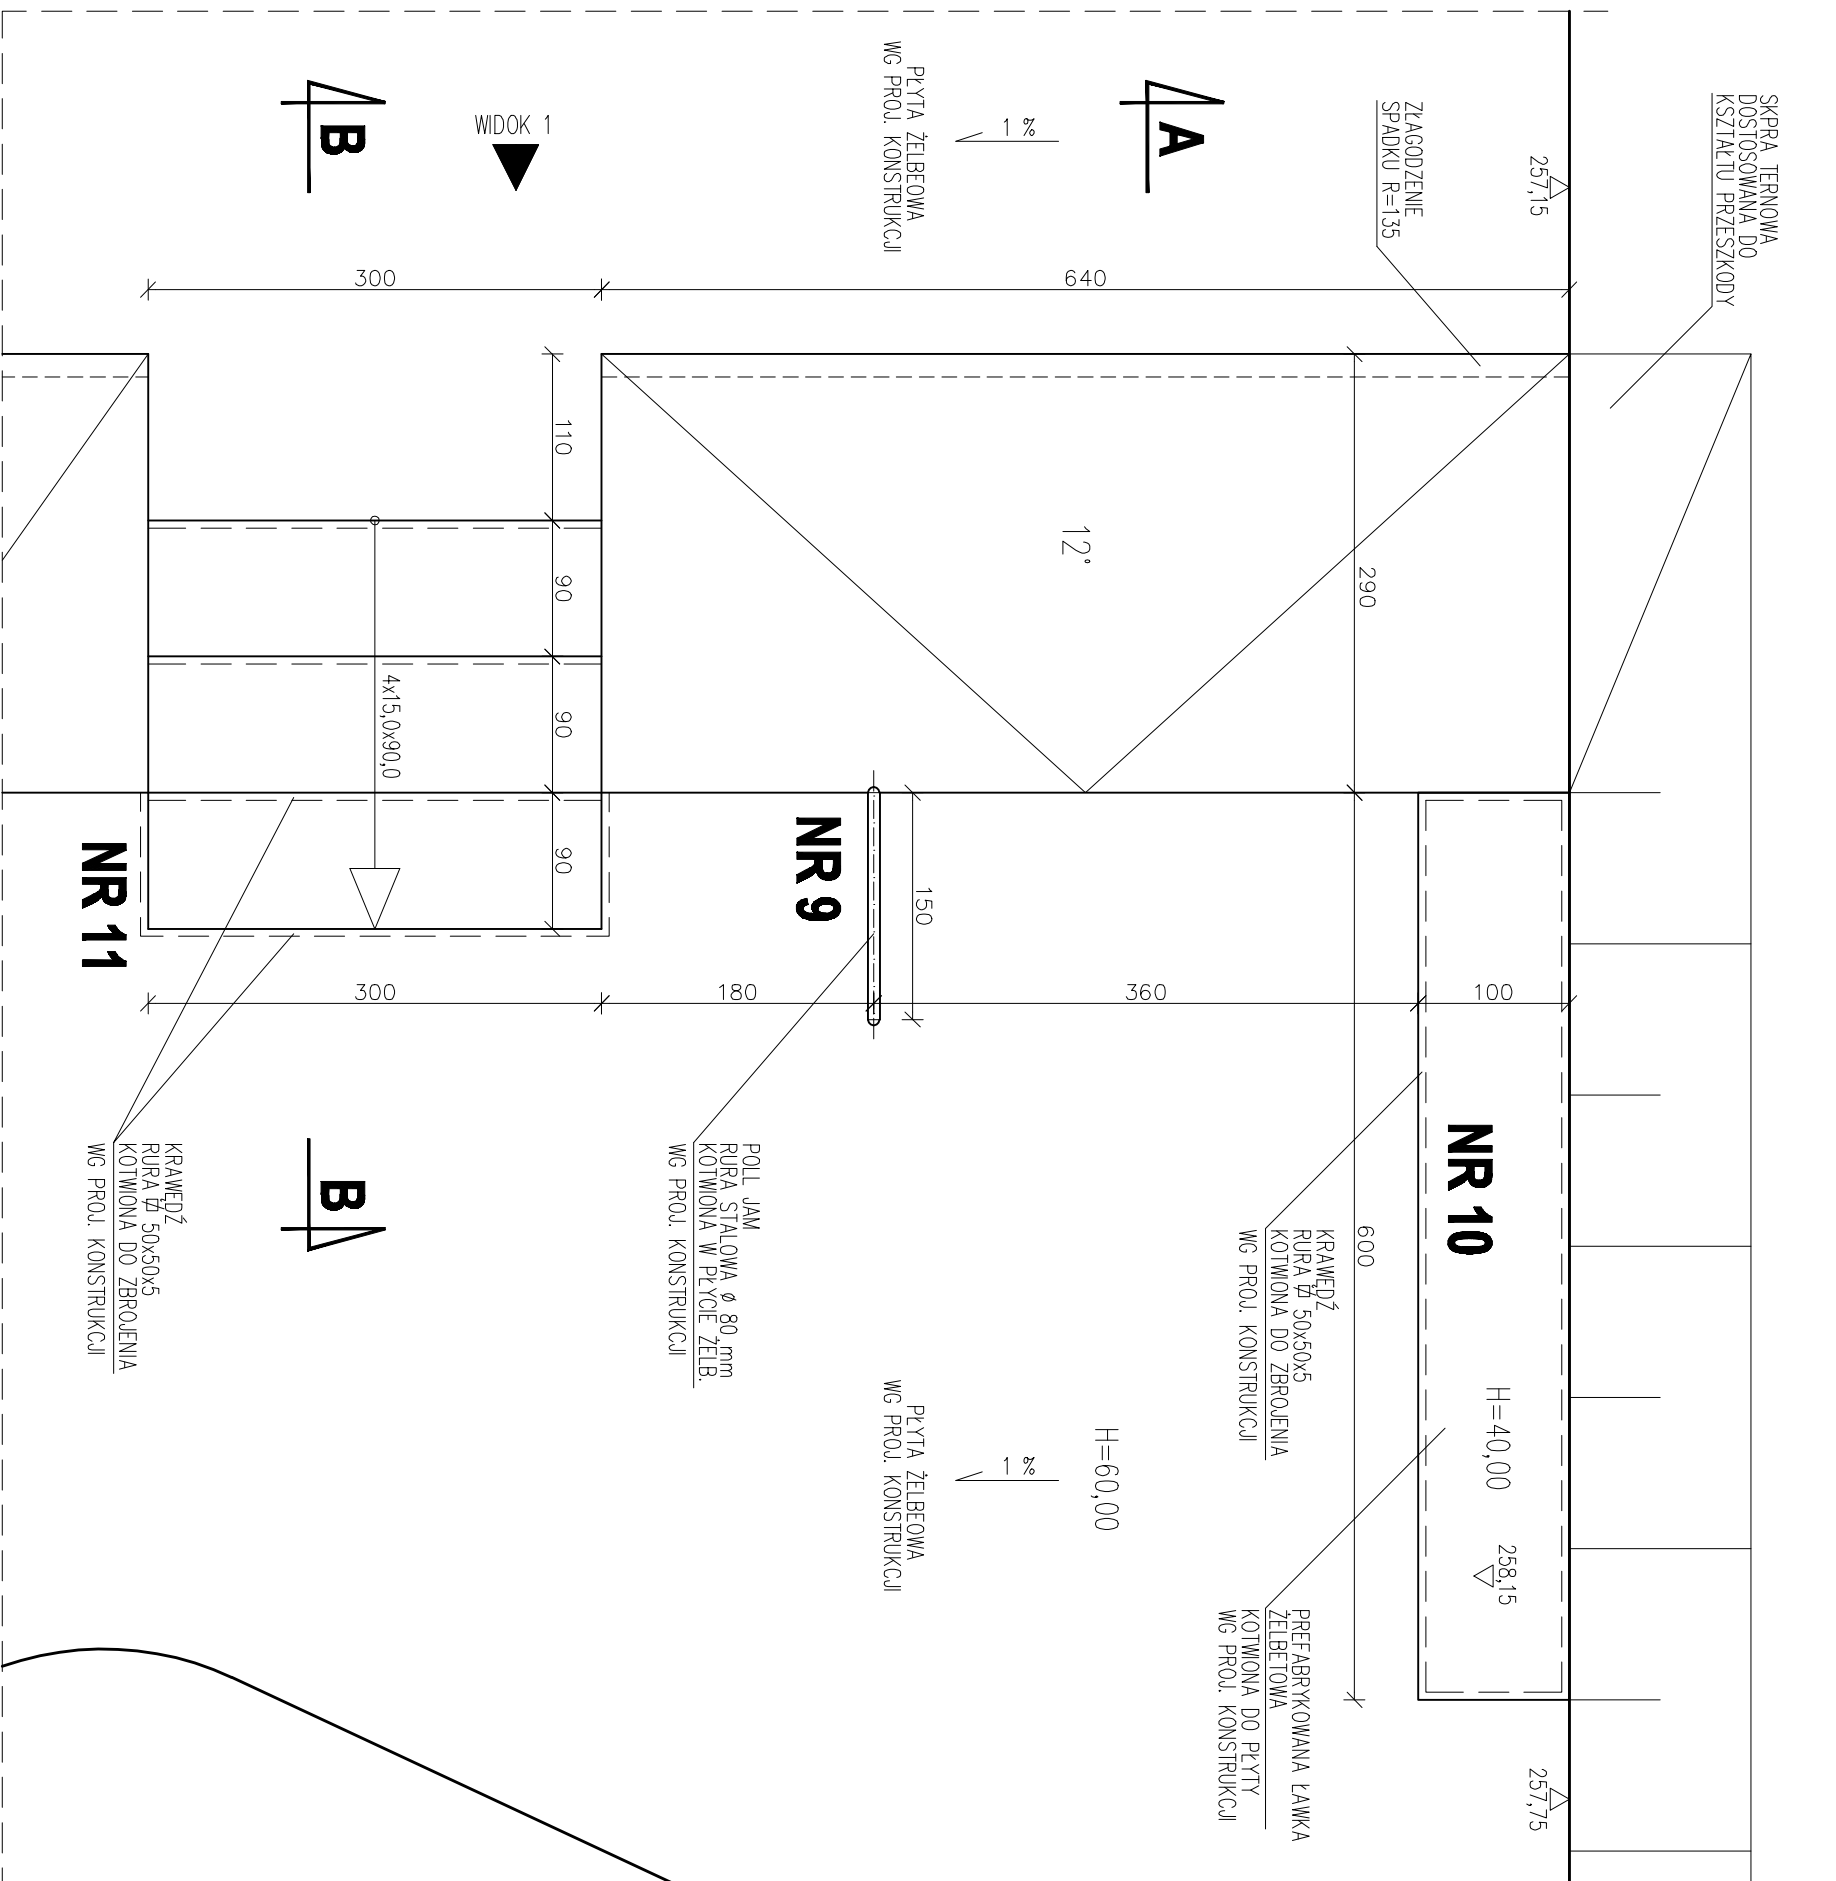 SKPRA TERNOWA
DOSTOSOWANA DO
KSZTAŁTU PRZESZKODY
257,15
ZŁAGODZENIE
SPADKU R=135
A
1 %
PŁYTA ŻELBEOWA
WG PROJ. KONSTRUKCJI
WIDOK 1
B
640
300
110
90
90
90
290
12°
4x15,0x90,0
NR 9
NR 11
150
100
360
180
300
NR 10
H=40,00
258,15
257,75
600
KRAWĘDŹ
RURA 50x50x5
KOTWIONA DO ZBROJENIA
WG PROJ. KONSTRUKCJI
PREFABRYKOWANA ŁAWKA
ŻELBETOWA
KOTWIONA DO PŁYTY
WG PROJ. KONSTRUKCJI
H=60,00
1 %
PŁYTA ŻELBEOWA
WG PROJ. KONSTRUKCJI
POLL JAM
RURA STALOWA ø 80 mm
KOTWIONA W PŁYCIE ŻELB.
WG PROJ. KONSTRUKCJI
B
KRAWĘDŹ
RURA 50x50x5
KOTWIONA DO ZBROJENIA
WG PROJ. KONSTRUKCJI